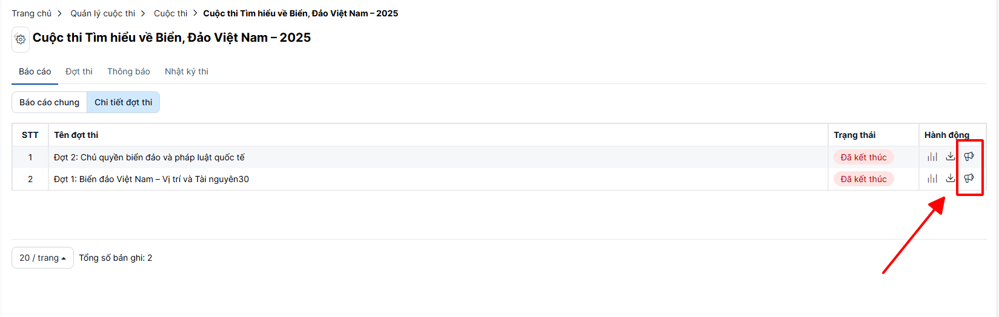 Trang chủ > Quản lý cuộc thi > Cuộc thi > Cuộc thi Tìm hiểu về Biển, Đảo Việt Nam – 2025
Cuộc thi Tìm hiểu về Biển, Đảo Việt Nam – 2025
Báo cáo Đợt thi Thông báo Nhật ký thi
Báo cáo chung Chi tiết đợt thi
STT Tên đợt thi Trạng thái Hành động
1 Đợt 2: Chủ quyền biển đảo và pháp luật quốc tế Đã kết thúc
2 Đợt 1: Biển đảo Việt Nam – Vị trí và Tài nguyên30 Đã kết thúc
20 / trang Tổng số bản ghi: 2